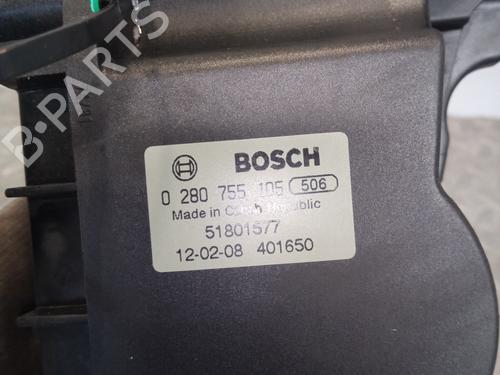 B-PARTS
BOSCH
0 280 755 105 506
Made in Czech Republic
51801577
12-02-08 401650